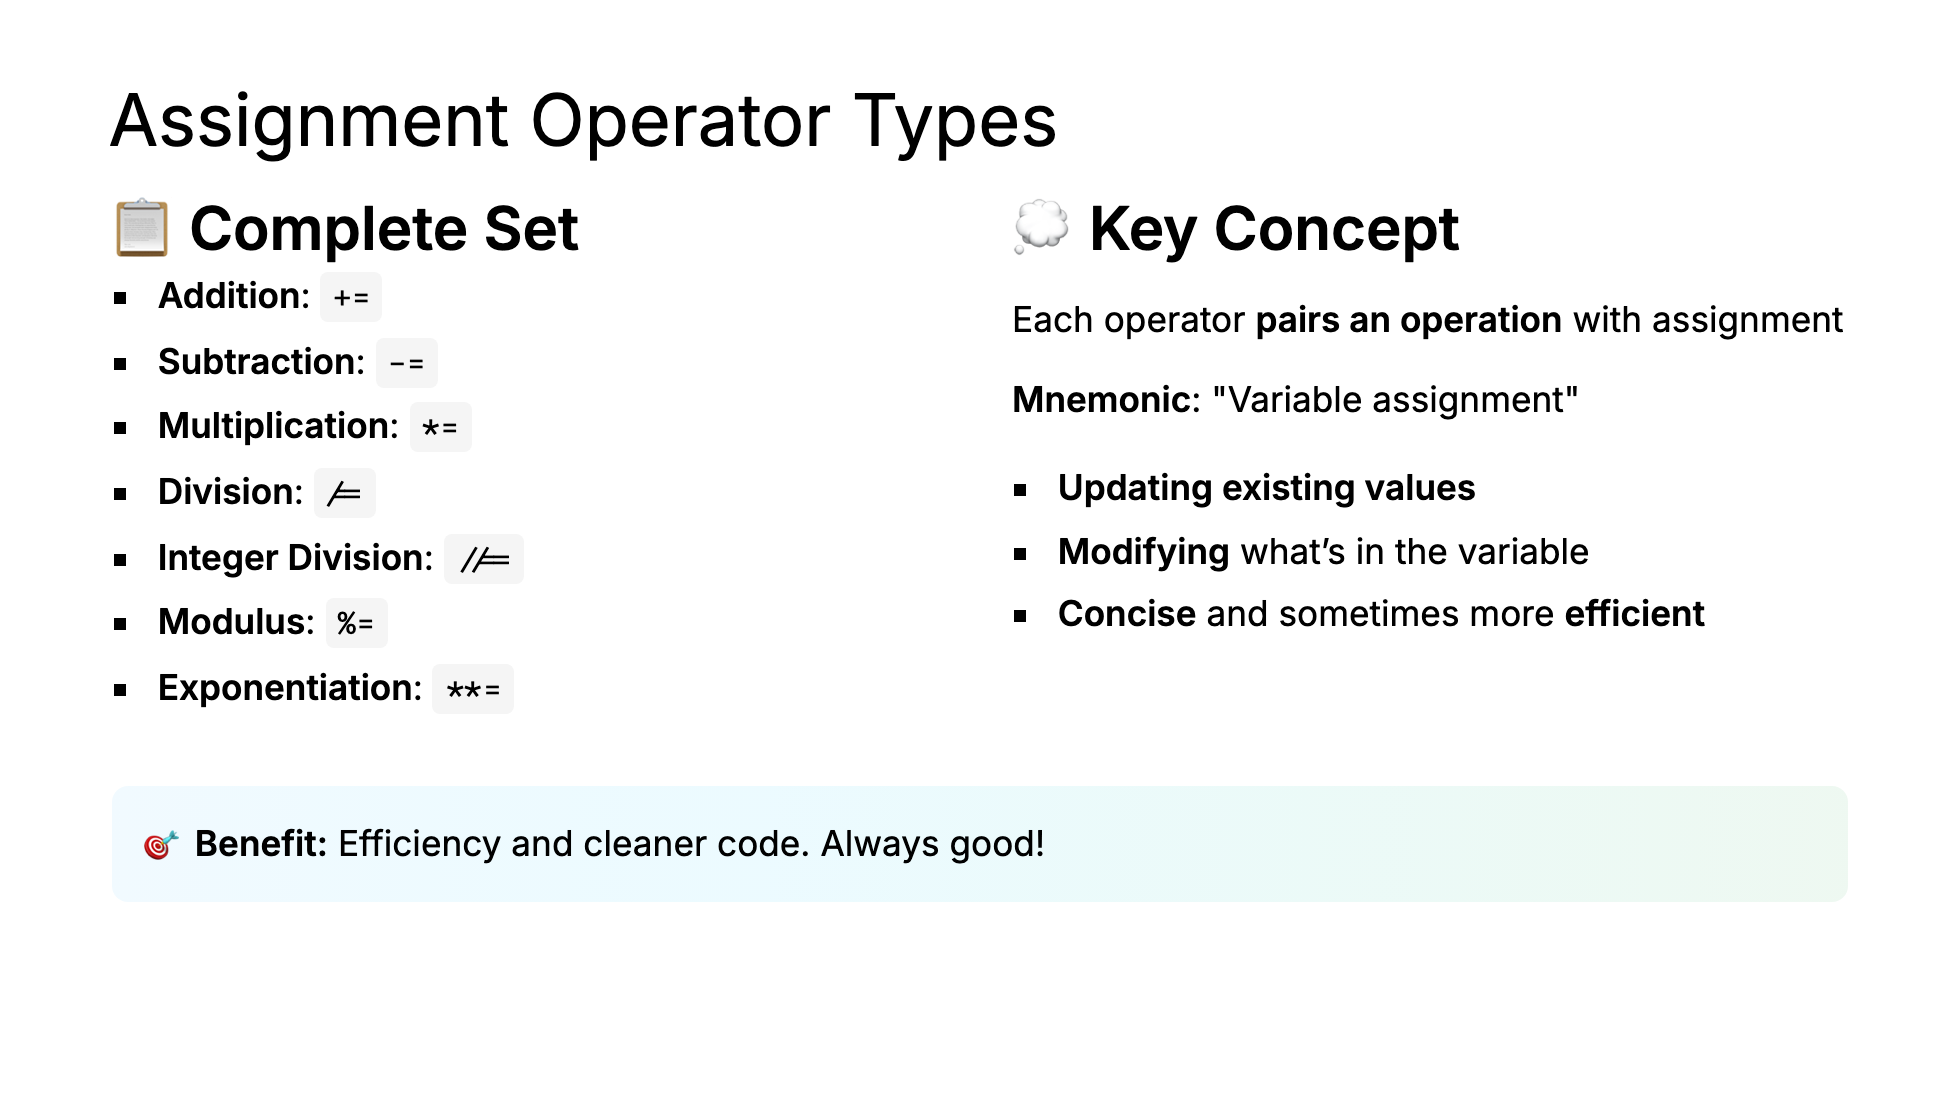 Assignment Operator Types
📋 Complete Set
▪ Addition: +=
▪ Subtraction: -=
▪ Multiplication: *=
▪ Division: /=
▪ Integer Division: //=
▪ Modulus: %=
▪ Exponentiation: **=
💭 Key Concept
Each operator pairs an operation with assignment
Mnemonic: "Variable assignment"
▪ Updating existing values
▪ Modifying what’s in the variable
▪ Concise and sometimes more efficient
🎯 Benefit: Efficiency and cleaner code. Always good!